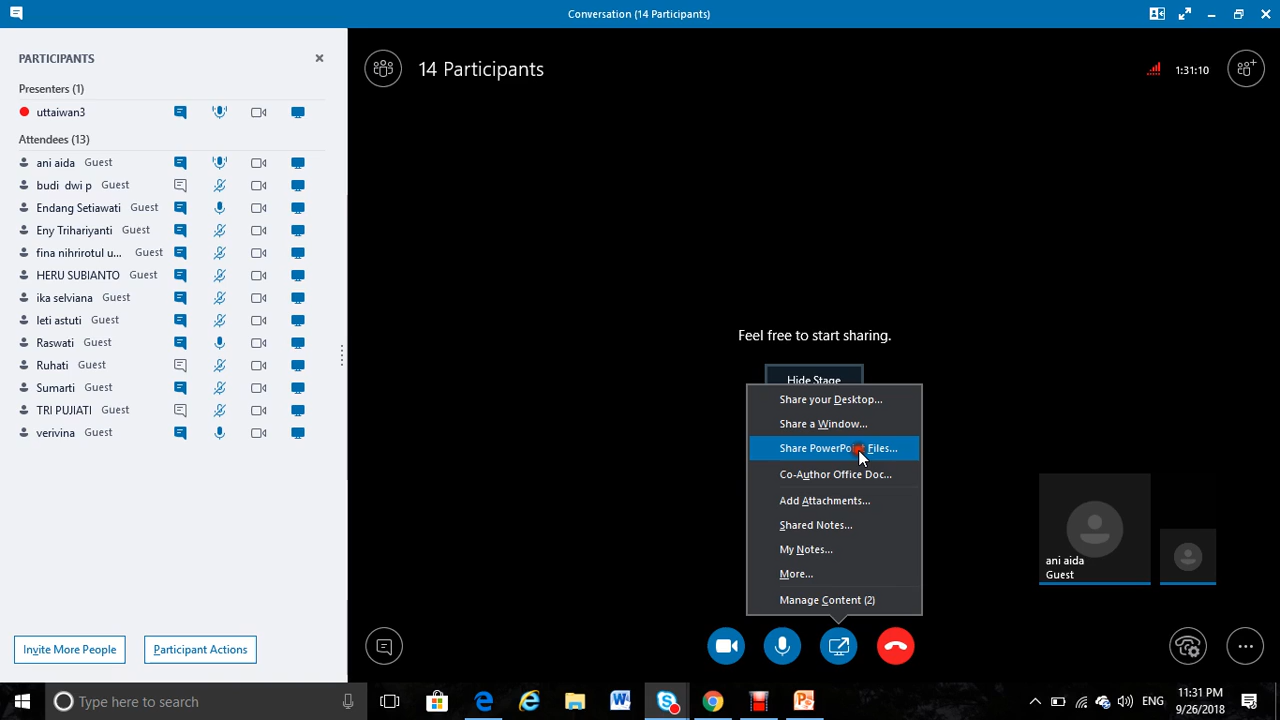 Conversation (14 Participants)
PARTICIPANTS
Presenters (1)
uttaiwan3
Attendees (13)
ani aida Guest
budi dwi p Guest
Endang Setiawati Guest
Eny Trihariyanti Guest
fina nihrirotul u... Guest
HERU SUBIANTO Guest
ika selviana Guest
leti astuti Guest
Raswati Guest
Ruhati Guest
Sumarti Guest
TRI PUJIATI Guest
verivina Guest
Invite More People
Participant Actions
14 Participants
1:31:10
Feel free to start sharing.
Hide Stage
Share your Desktop...
Share a Window...
Share PowerPoint Files...
Co-Author Office Doc...
Add Attachments...
Shared Notes...
My Notes...
More...
Manage Content (2)
ani aida
Guest
Type here to search
ENG
11:31 PM
9/26/2018